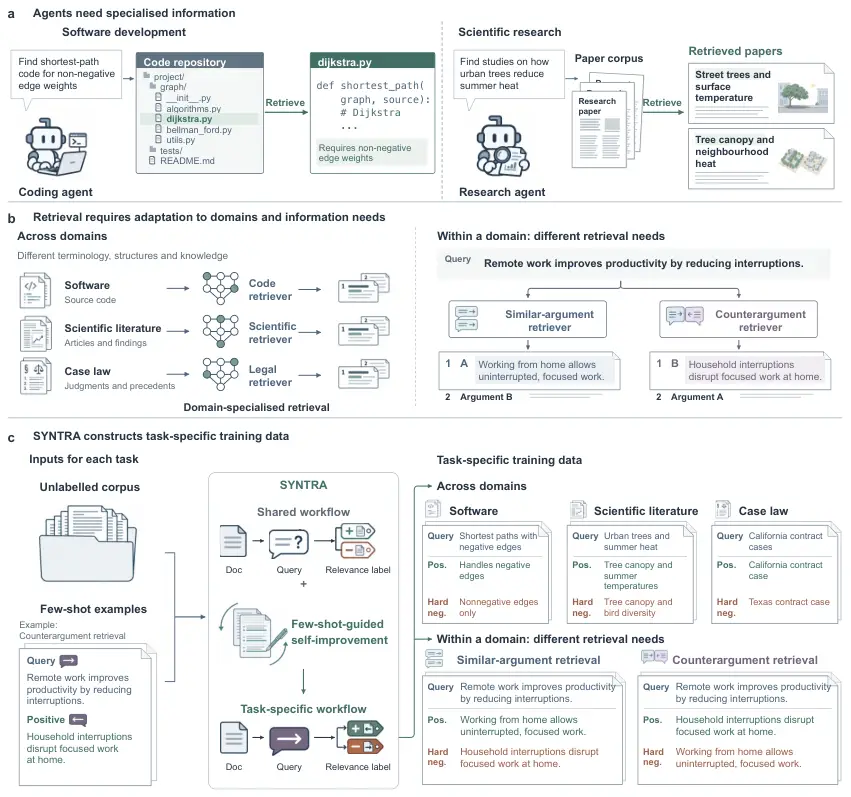 a Agents need specialised information
Software development
Find shortest-path
code for non-negative
edge weights
Coding agent
Code repository
project/
graph/
__init__.py
algorithms.py
dijkstra.py
bellman_ford.py
utils.py
tests/
README.md
Retrieve
dijkstra.py
def shortest_path(
graph, source):
# Dijkstra
...
Requires non-negative
edge weights
Scientific research
Find studies on how
urban trees reduce
summer heat
Research agent
Paper corpus
Research
paper
Retrieve
Retrieved papers
Street trees and
surface
temperature
Tree canopy and
neighbourhood
heat
b Retrieval requires adaptation to domains and information needs
Across domains
Different terminology, structures and knowledge
Software
Source code
Code
retriever
1
2
Scientific literature
Articles and findings
Scientific
retriever
1
2
Case law
Judgments and precedents
Legal
retriever
1
2
Domain-specialised retrieval
Within a domain: different retrieval needs
Query Remote work improves productivity by reducing interruptions.
Similar-argument
retriever
1 A Working from home allows
uninterrupted, focused work.
2 Argument B
Counterargument
retriever
1 B Household interruptions
disrupt focused work at home.
2 Argument A
c SYNTRA constructs task-specific training data
Inputs for each task
Unlabelled corpus
Few-shot examples
Example:
Counterargument retrieval
Query
Remote work improves
productivity by reducing
interruptions.
Positive
Household interruptions
disrupt focused work
at home.
SYNTRA
Shared workflow
?
Doc Query Relevance label
+
Few-shot-guided
self-improvement
Task-specific workflow
Doc Query Relevance label
Task-specific training data
Across domains
Software
Query Shortest paths with
negative edges
Pos. Handles negative
edges
Hard neg. Nonnegative edges
only
Scientific literature
Query Urban trees and
summer heat
Pos. Tree canopy and
summer
temperatures
Hard neg. Tree canopy and
bird diversity
Case law
Query California contract
cases
Pos. California contract
case
Hard neg. Texas contract case
Within a domain: different retrieval needs
Similar-argument retrieval
Query Remote work improves productivity
by reducing interruptions.
Pos. Working from home allows
uninterrupted, focused work.
Hard neg. Household interruptions disrupt
focused work at home.
Counterargument retrieval
Query Remote work improves productivity
by reducing interruptions.
Pos. Household interruptions disrupt
focused work at home.
Hard neg. Working from home allows
uninterrupted, focused work.